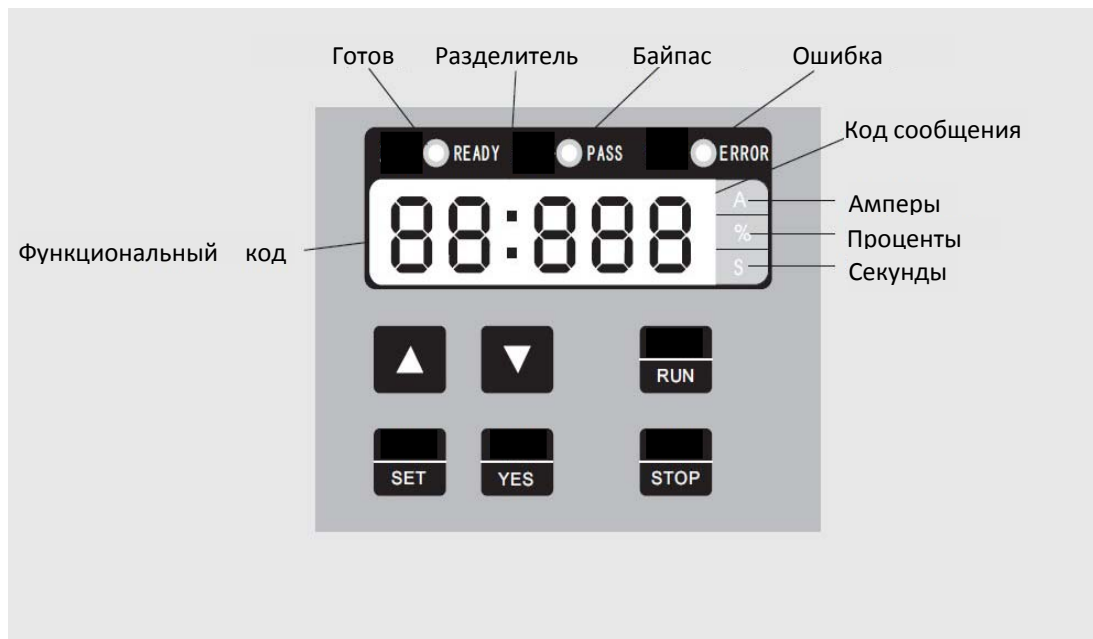 Готов Разделитель Байпас Ошибка
Код сообщения
READY PASS ERROR
88:888
A
Амперы
%
Проценты
S
Секунды
Функциональный код
▲ ▼
RUN
SET YES STOP